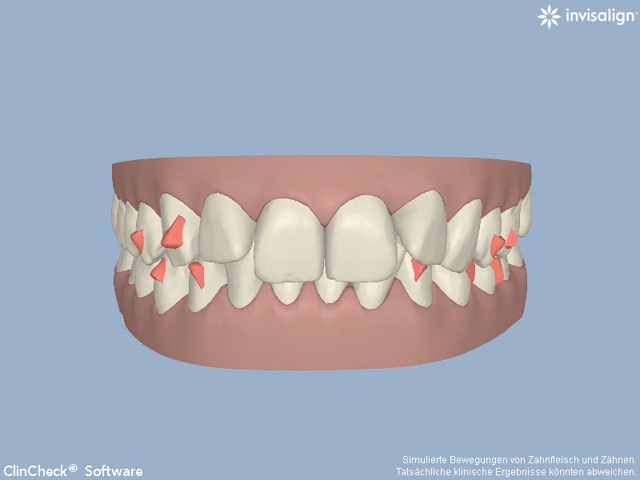 invisalign
ClinCheck® Software
Simulierte Bewegungen von Zahnfleisch und Zähnen.
Tatsächliche klinische Ergebnisse könnten abweichen.